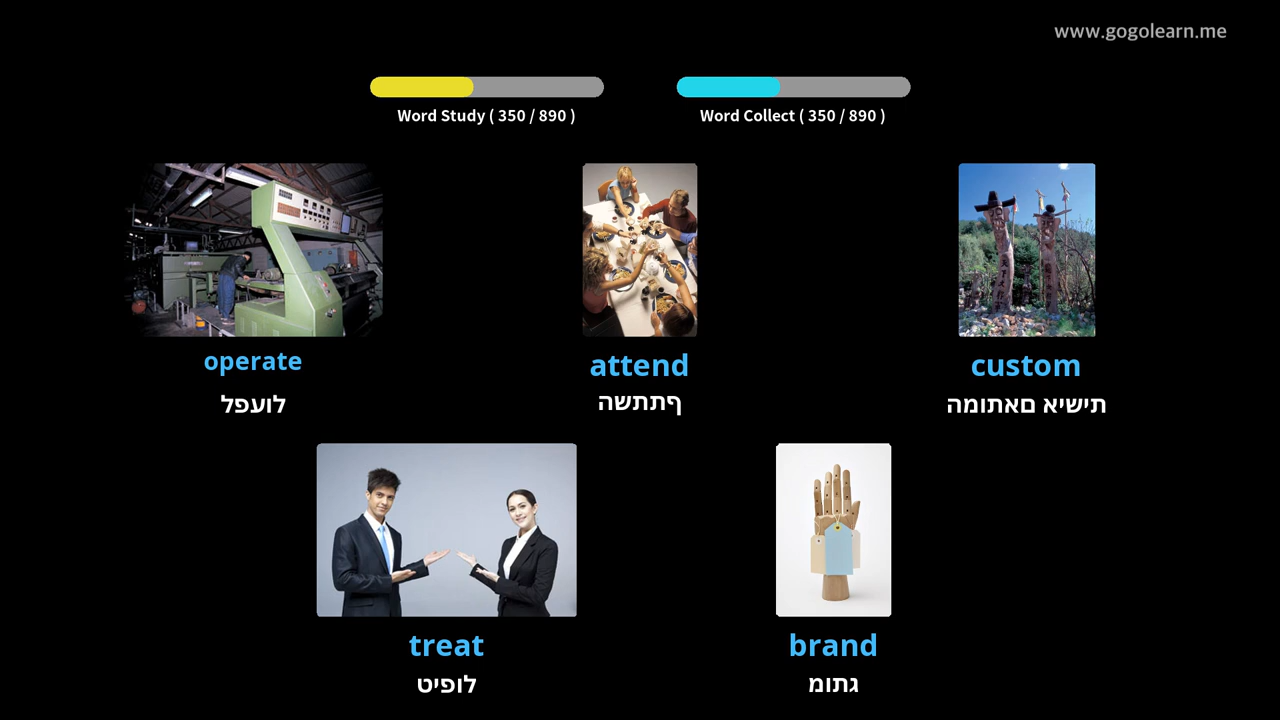 www.gogolearn.me
Word Study ( 350 / 890 )
Word Collect ( 350 / 890 )
operate
לועפל
attend
ףתתשה
custom
תישיא םאתומה
treat
לופיט
brand
גתומ